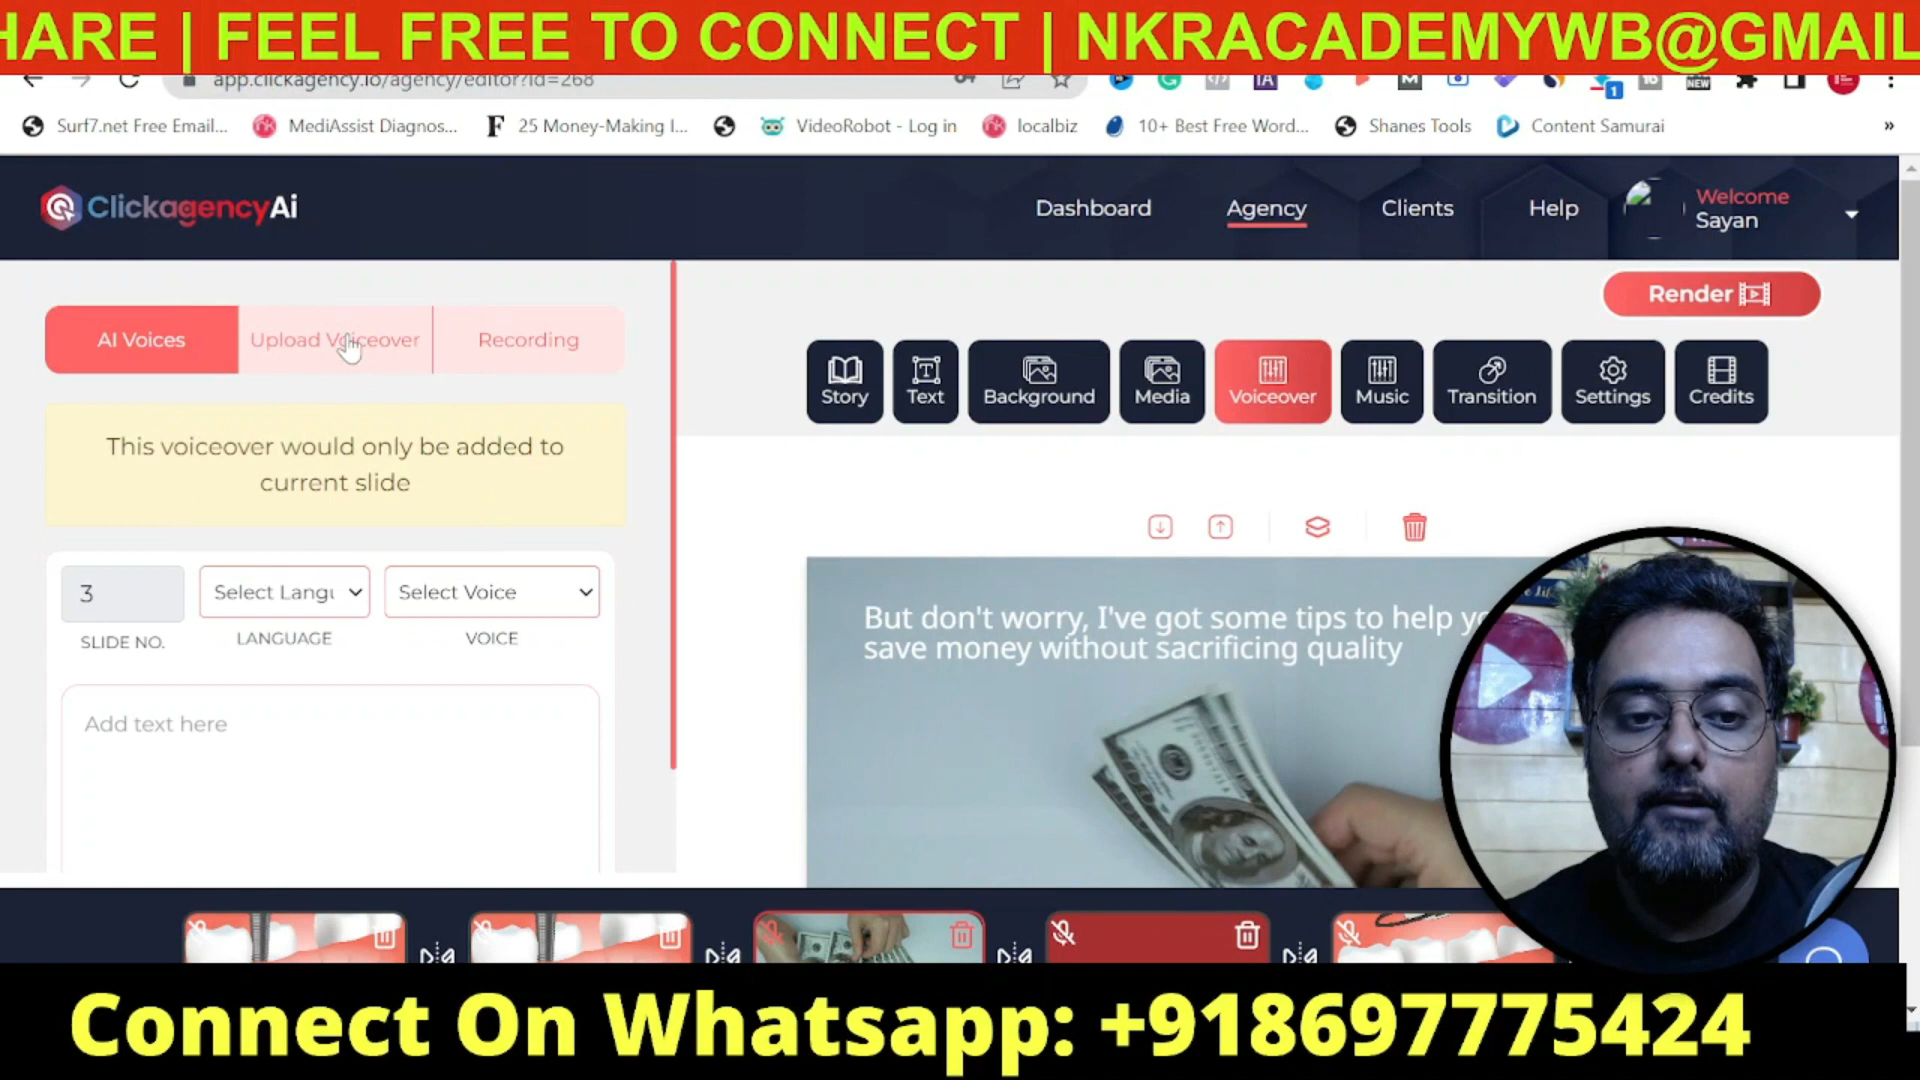 HARE | FEEL FREE TO CONNECT | NKRACADEMYWB@GMAIL
app.clickagency.io/agency/editor?id=268
Surf7.net Free Email...
MediAssist Diagnos...
25 Money-Making I...
VideoRobot - Log in
localbiz
10+ Best Free Word...
Shanes Tools
Content Samurai
»
ClickagencyAi
Dashboard
Agency
Clients
Help
Welcome
Sayan
AI Voices
Upload Voiceover
Recording
Render
Story
Text
Background
Media
Voiceover
Music
Transition
Settings
Credits
This voiceover would only be added to
current slide
3
Select Langu
Select Voice
SLIDE NO.
LANGUAGE
VOICE
Add text here
But don't worry, I've got some tips to help yo
save money without sacrificing quality
Connect On Whatsapp: +918697775424